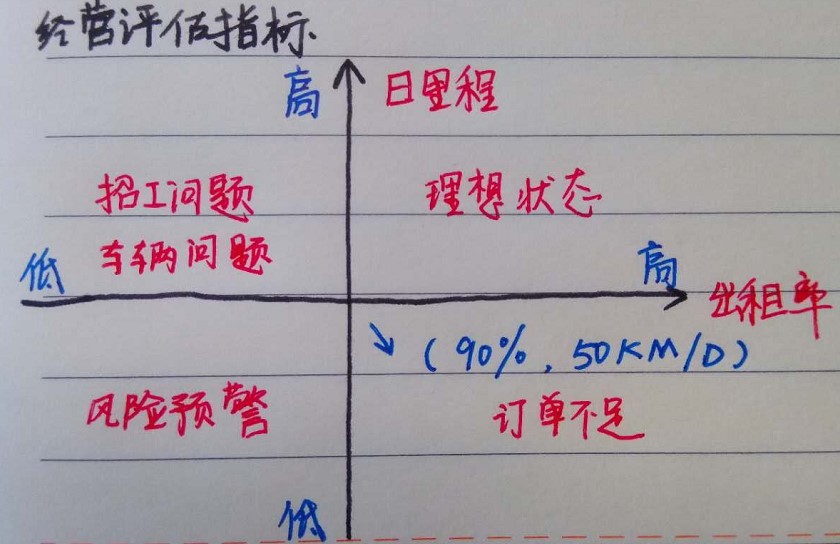 经营评估指标
高 日里程
招工问题 理想状态
车辆问题
低 高 出租率
(90%, 50KM/D)
风险预警 订单不足
低